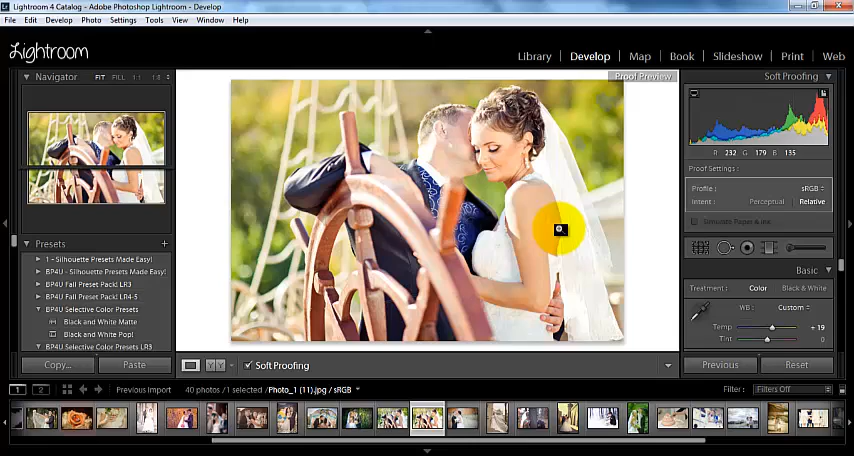 Lightroom 4 Catalog - Adobe Photoshop Lightroom - Develop
File Edit Develop Photo Settings Tools View Window Help
Lightroom
Library | Develop | Map | Book | Slideshow | Print | Web
Navigator FIT FILL 1:1 1:8
Proof Preview
Soft Proofing
R 232 G 179 B 135
Proof Settings :
Profile : sRGB
Intent : Perceptual Relative
Simulate Paper & Ink
Presets +
1 - Silhouette Presets Made Easy!
BP4U - Silhouette Presets Made Easy!
BP4U Fall Preset Pack! LR3
BP4U Fall Preset Pack! LR4-5
BP4U Selective Color Presets
Black and White Matte
Black and White Pop!
BP4U Selective Color Presets LR3
Basic
Treatment : Color Black & White
WB : Custom
Temp + 19
Tint 0
Copy... Paste
Soft Proofing
Previous Reset
1 2 Previous Import 40 photos / 1 selected / Photo_1 (11).jpg / sRGB
Filter : Filters Off